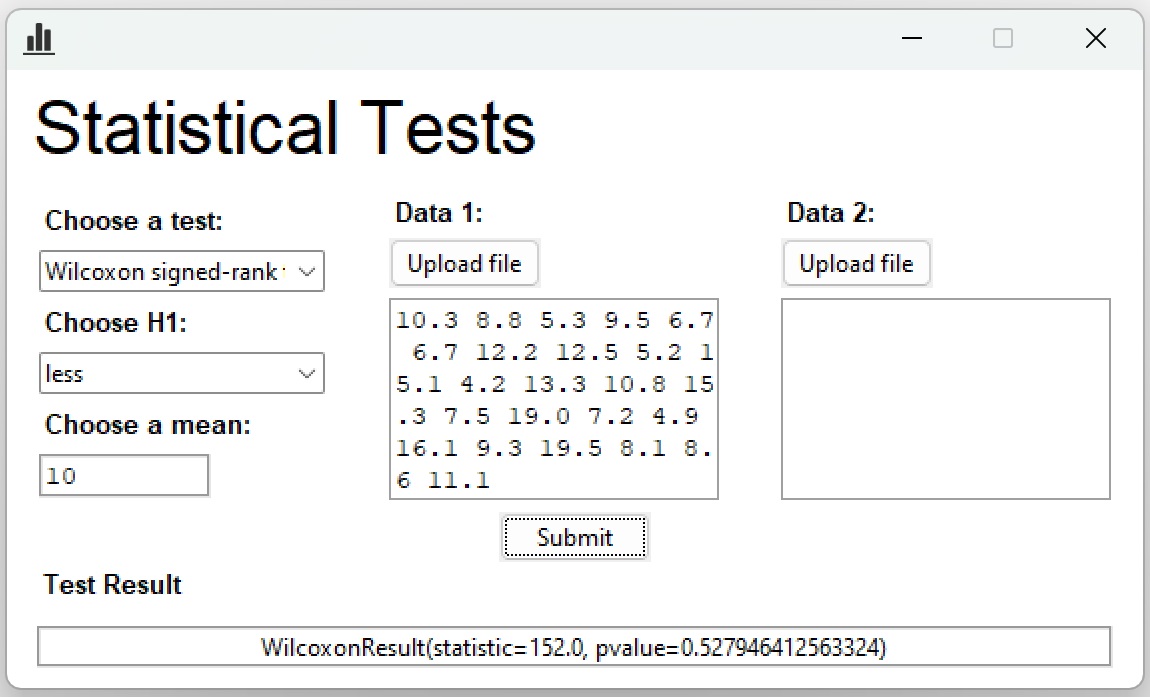 Statistical Tests
Choose a test:
Wilcoxon signed-rank
Choose H1:
less
Choose a mean:
10
Data 1:
Upload file
10.3 8.8 5.3 9.5 6.7
6.7 12.2 12.5 5.2 1
5.1 4.2 13.3 10.8 15
.3 7.5 19.0 7.2 4.9
16.1 9.3 19.5 8.1 8.
6 11.1
Data 2:
Upload file
Submit
Test Result
WilcoxonResult(statistic=152.0, pvalue=0.527946412563324)